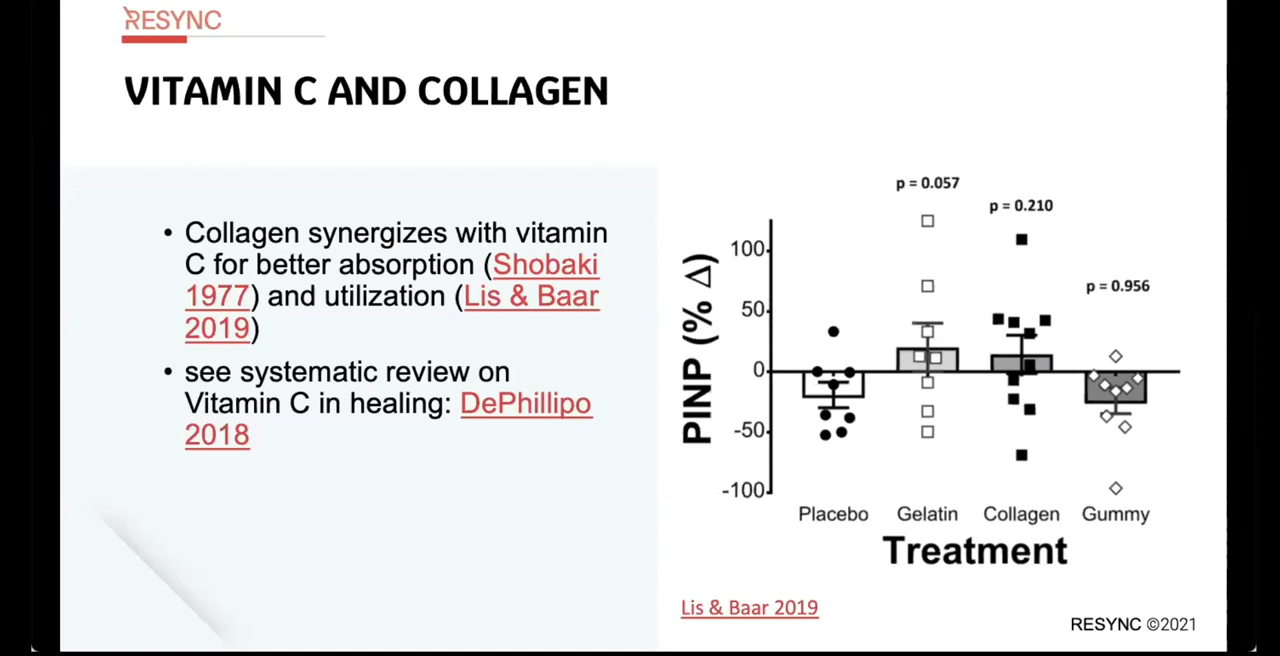 RESYNC
VITAMIN C AND COLLAGEN
• Collagen synergizes with vitamin
C for better absorption (Shobaki
1977) and utilization (Lis & Baar
2019)
• see systematic review on
Vitamin C in healing: DePhillipo
2018
p = 0.057
p = 0.210
p = 0.956
PINP (% Δ)
100
50
0
-50
-100
Placebo Gelatin Collagen Gummy
Treatment
Lis & Baar 2019
RESYNC ©2021